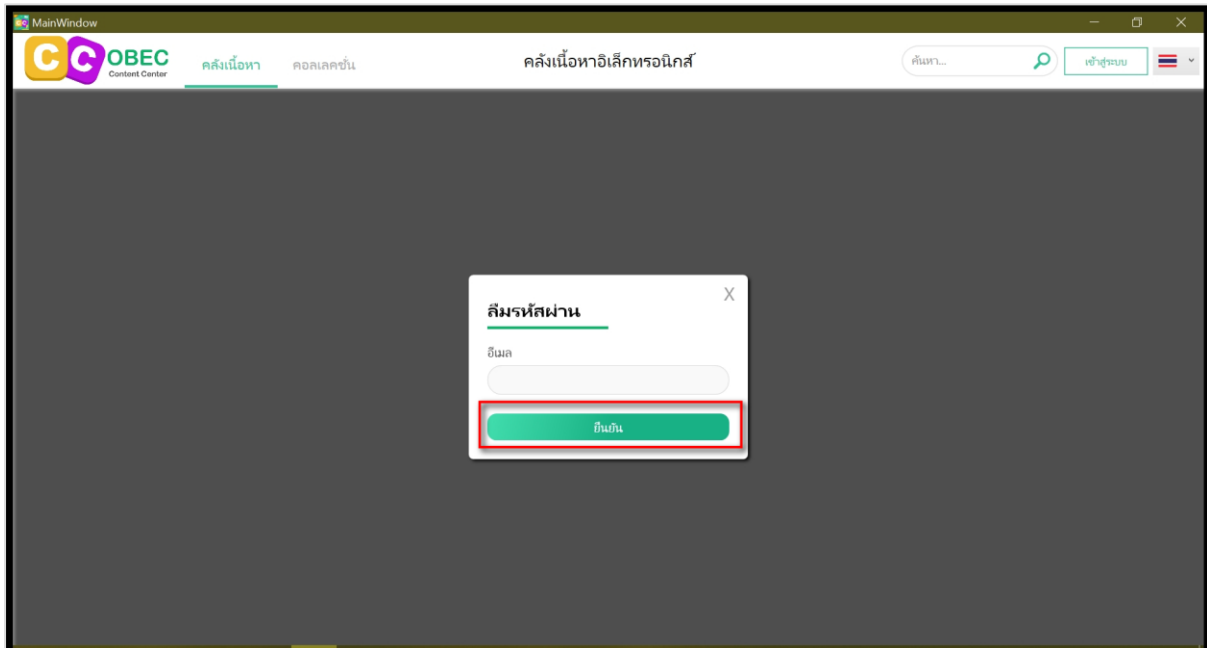 MainWindow
CC OBEC
Content Center
คลังเนื้อหา
คอลเลคชั่น
คลังเนื้อหาอิเล็กทรอนิกส์
ค้นหา...
เข้าสู่ระบบ
X
ลืมรหัสผ่าน
อีเมล
ยืนยัน